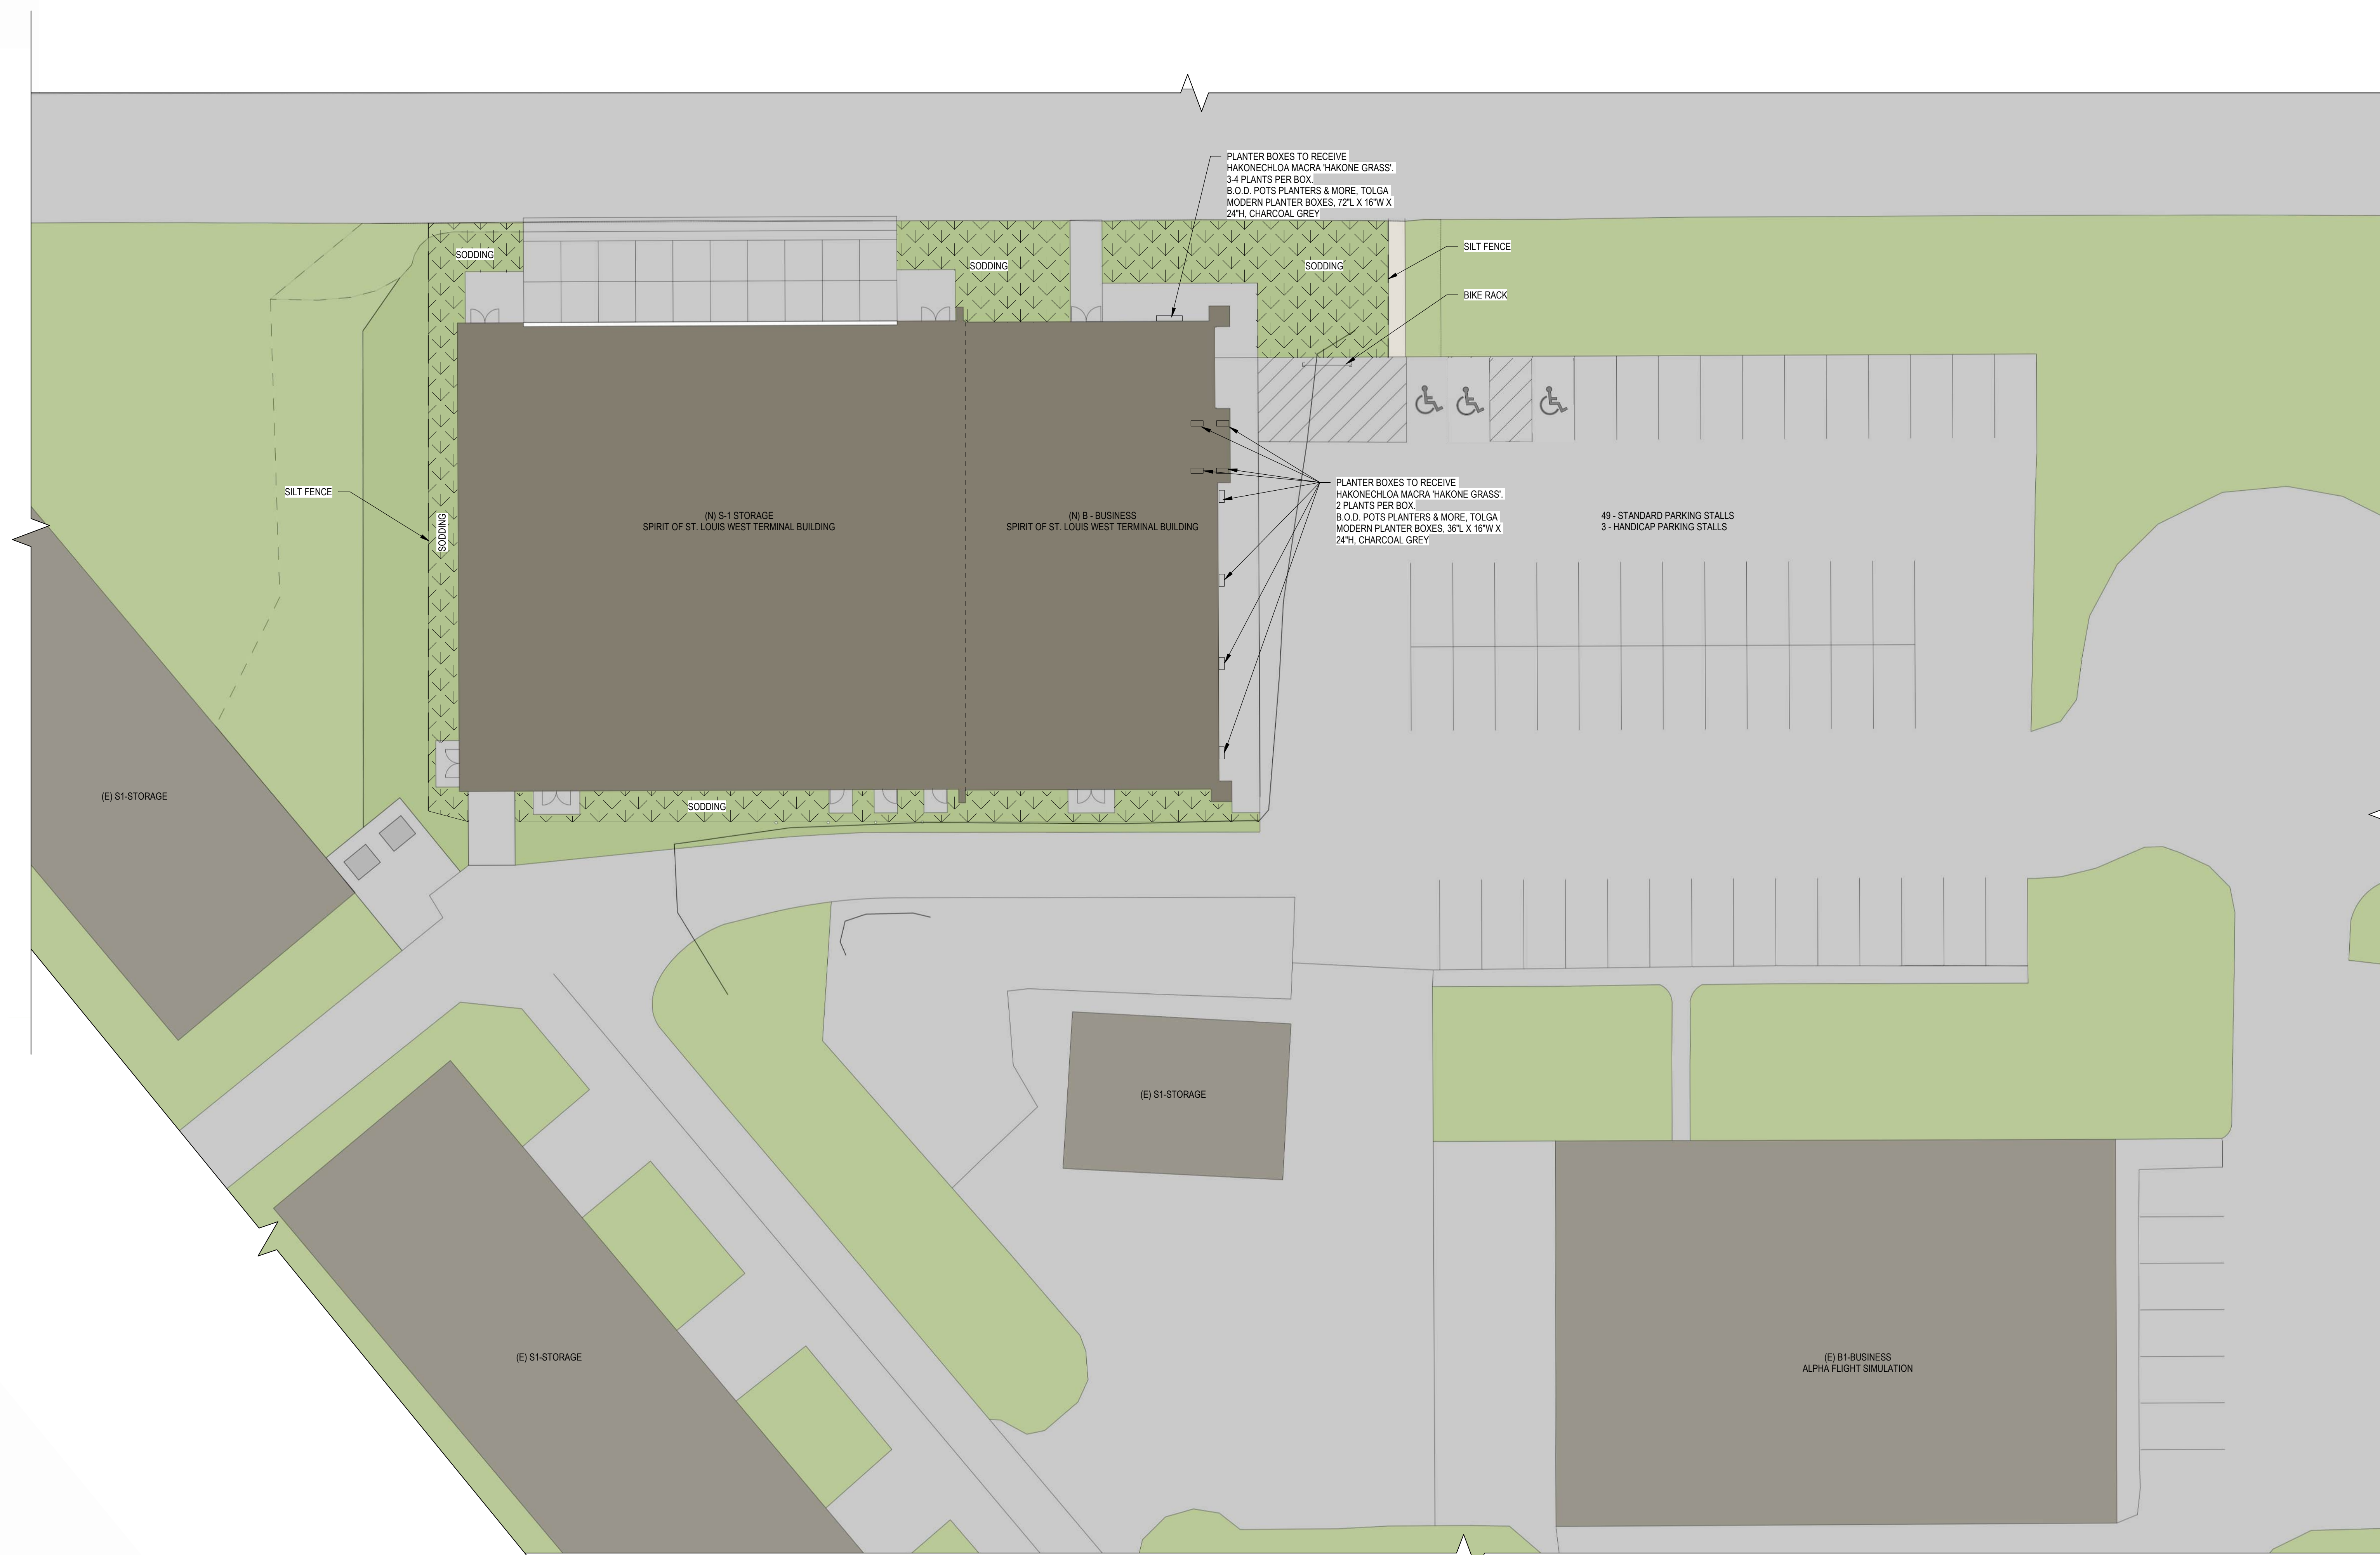 PLANTER BOXES TO RECEIVE
HAKONECHLOA MACRA 'HAKONE GRASS'.
3-4 PLANTS PER BOX.
B.O.D. POTS PLANTERS & MORE, TOLGA
MODERN PLANTER BOXES, 72"L X 16"W X
24"H, CHARCOAL GREY
SODDING
SODDING
SODDING
SILT FENCE
BIKE RACK
SILT FENCE
SODDING
(N) S-1 STORAGE
SPIRIT OF ST. LOUIS WEST TERMINAL BUILDING
(N) B - BUSINESS
SPIRIT OF ST. LOUIS WEST TERMINAL BUILDING
PLANTER BOXES TO RECEIVE
HAKONECHLOA MACRA 'HAKONE GRASS'.
2 PLANTS PER BOX.
B.O.D. POTS PLANTERS & MORE, TOLGA
MODERN PLANTER BOXES, 36"L X 16"W X
24"H, CHARCOAL GREY
49 - STANDARD PARKING STALLS
3 - HANDICAP PARKING STALLS
(E) S1-STORAGE
SODDING
(E) S1-STORAGE
(E) S1-STORAGE
(E) B1-BUSINESS
ALPHA FLIGHT SIMULATION